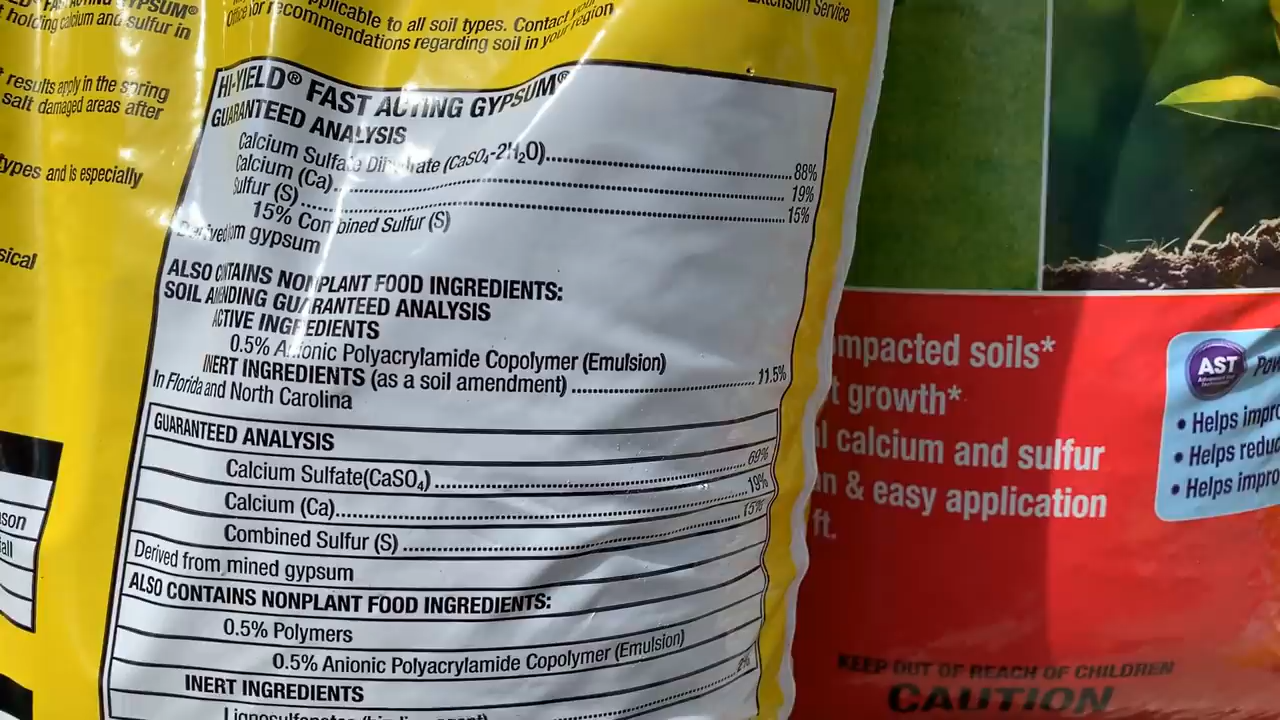 holding calcium and sulfur in
results apply in the spring
salt damaged areas after
types and is especially
applicable to all soil types. Contact your
Extension Service
Office for recommendations regarding soil in your region
HI-YIELD® FAST ACTING GYPSUM®
GUARANTEED ANALYSIS
Calcium Sulfate Dihydrate (CaSO4-2H2O) 88%
Calcium (Ca) 19%
Sulfur (S) 15%
15% Combined Sulfur (S)
Derived from gypsum
ALSO CONTAINS NONPLANT FOOD INGREDIENTS:
SOIL AMENDING GUARANTEED ANALYSIS
ACTIVE INGREDIENTS
0.5% Anionic Polyacrylamide Copolymer (Emulsion)
INERT INGREDIENTS (as a soil amendment) 11.5%
In Florida and North Carolina
GUARANTEED ANALYSIS
Calcium Sulfate(CaSO4) 69%
Calcium (Ca) 19%
Combined Sulfur (S) 15%
Derived from mined gypsum
ALSO CONTAINS NONPLANT FOOD INGREDIENTS:
0.5% Polymers
0.5% Anionic Polyacrylamide Copolymer (Emulsion)
INERT INGREDIENTS 2%
mpacted soils*
t growth*
l calcium and sulfur
n & easy application
ft.
AST
• Helps impro
• Helps reduc
• Helps impro
KEEP OUT OF REACH OF CHILDREN
CAUTION